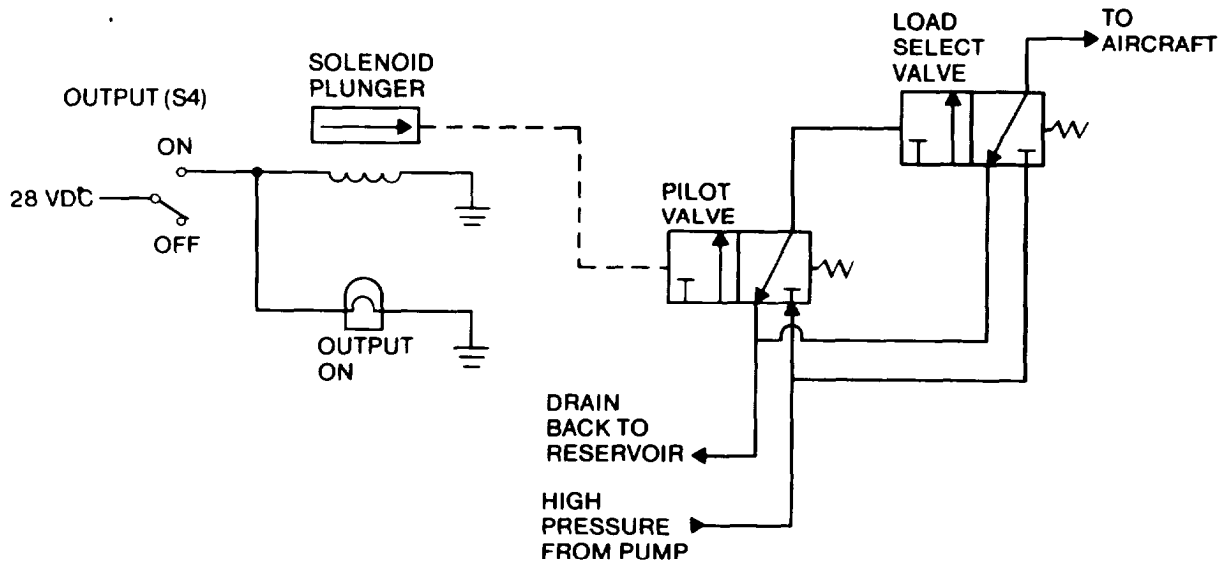 OUTPUT (S4)
ON
28 VDC
OFF
SOLENOID
PLUNGER
OUTPUT
ON
PILOT
VALVE
LOAD
SELECT
VALVE
TO
AIRCRAFT
DRAIN
BACK TO
RESERVOIR
HIGH
PRESSURE
FROM PUMP